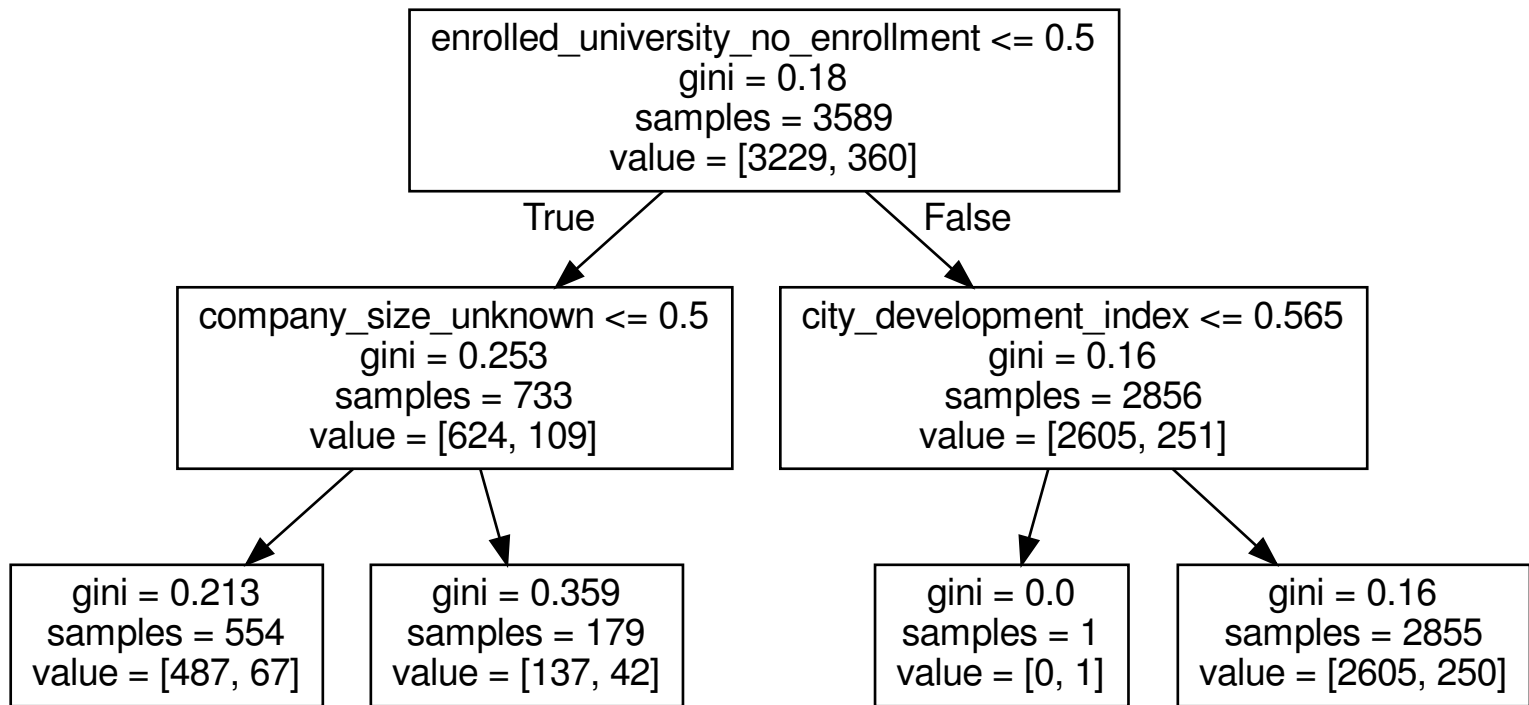 enrolled_university_no_enrollment <= 0.5
gini = 0.18
samples = 3589
value = [3229, 360]
True
False
company_size_unknown <= 0.5
gini = 0.253
samples = 733
value = [624, 109]
city_development_index <= 0.565
gini = 0.16
samples = 2856
value = [2605, 251]
gini = 0.213
samples = 554
value = [487, 67]
gini = 0.359
samples = 179
value = [137, 42]
gini = 0.0
samples = 1
value = [0, 1]
gini = 0.16
samples = 2855
value = [2605, 250]